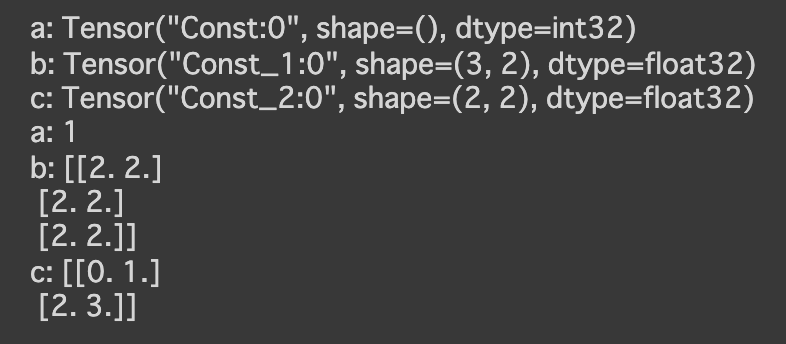 a: Tensor("Const:0", shape=(), dtype=int32)
b: Tensor("Const_1:0", shape=(3, 2), dtype=float32)
c: Tensor("Const_2:0", shape=(2, 2), dtype=float32)
a: 1
b: [[2. 2.]
 [2. 2.]
 [2. 2.]]
c: [[0. 1.]
 [2. 3.]]